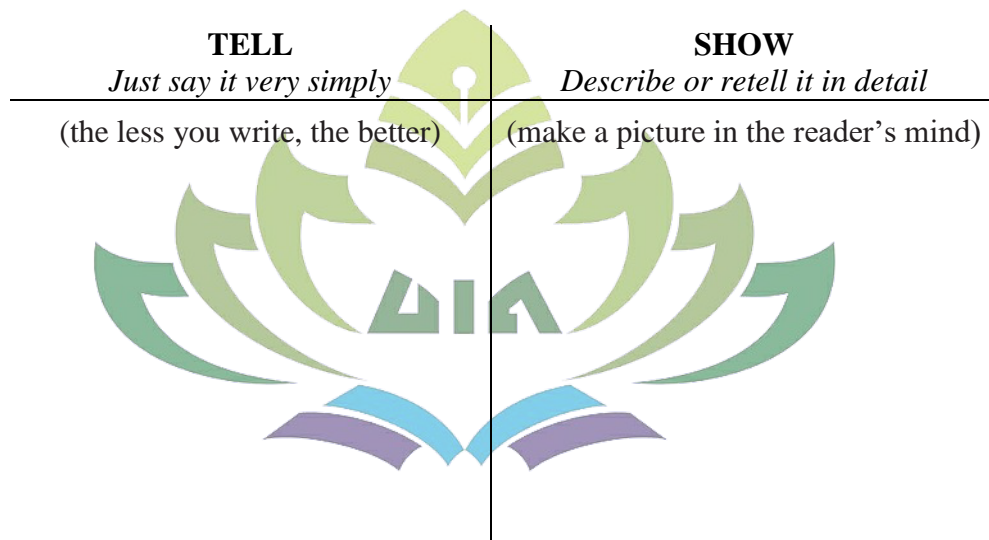 TELL
Just say it very simply
(the less you write, the better)
SHOW
Describe or retell it in detail
(make a picture in the reader's mind)